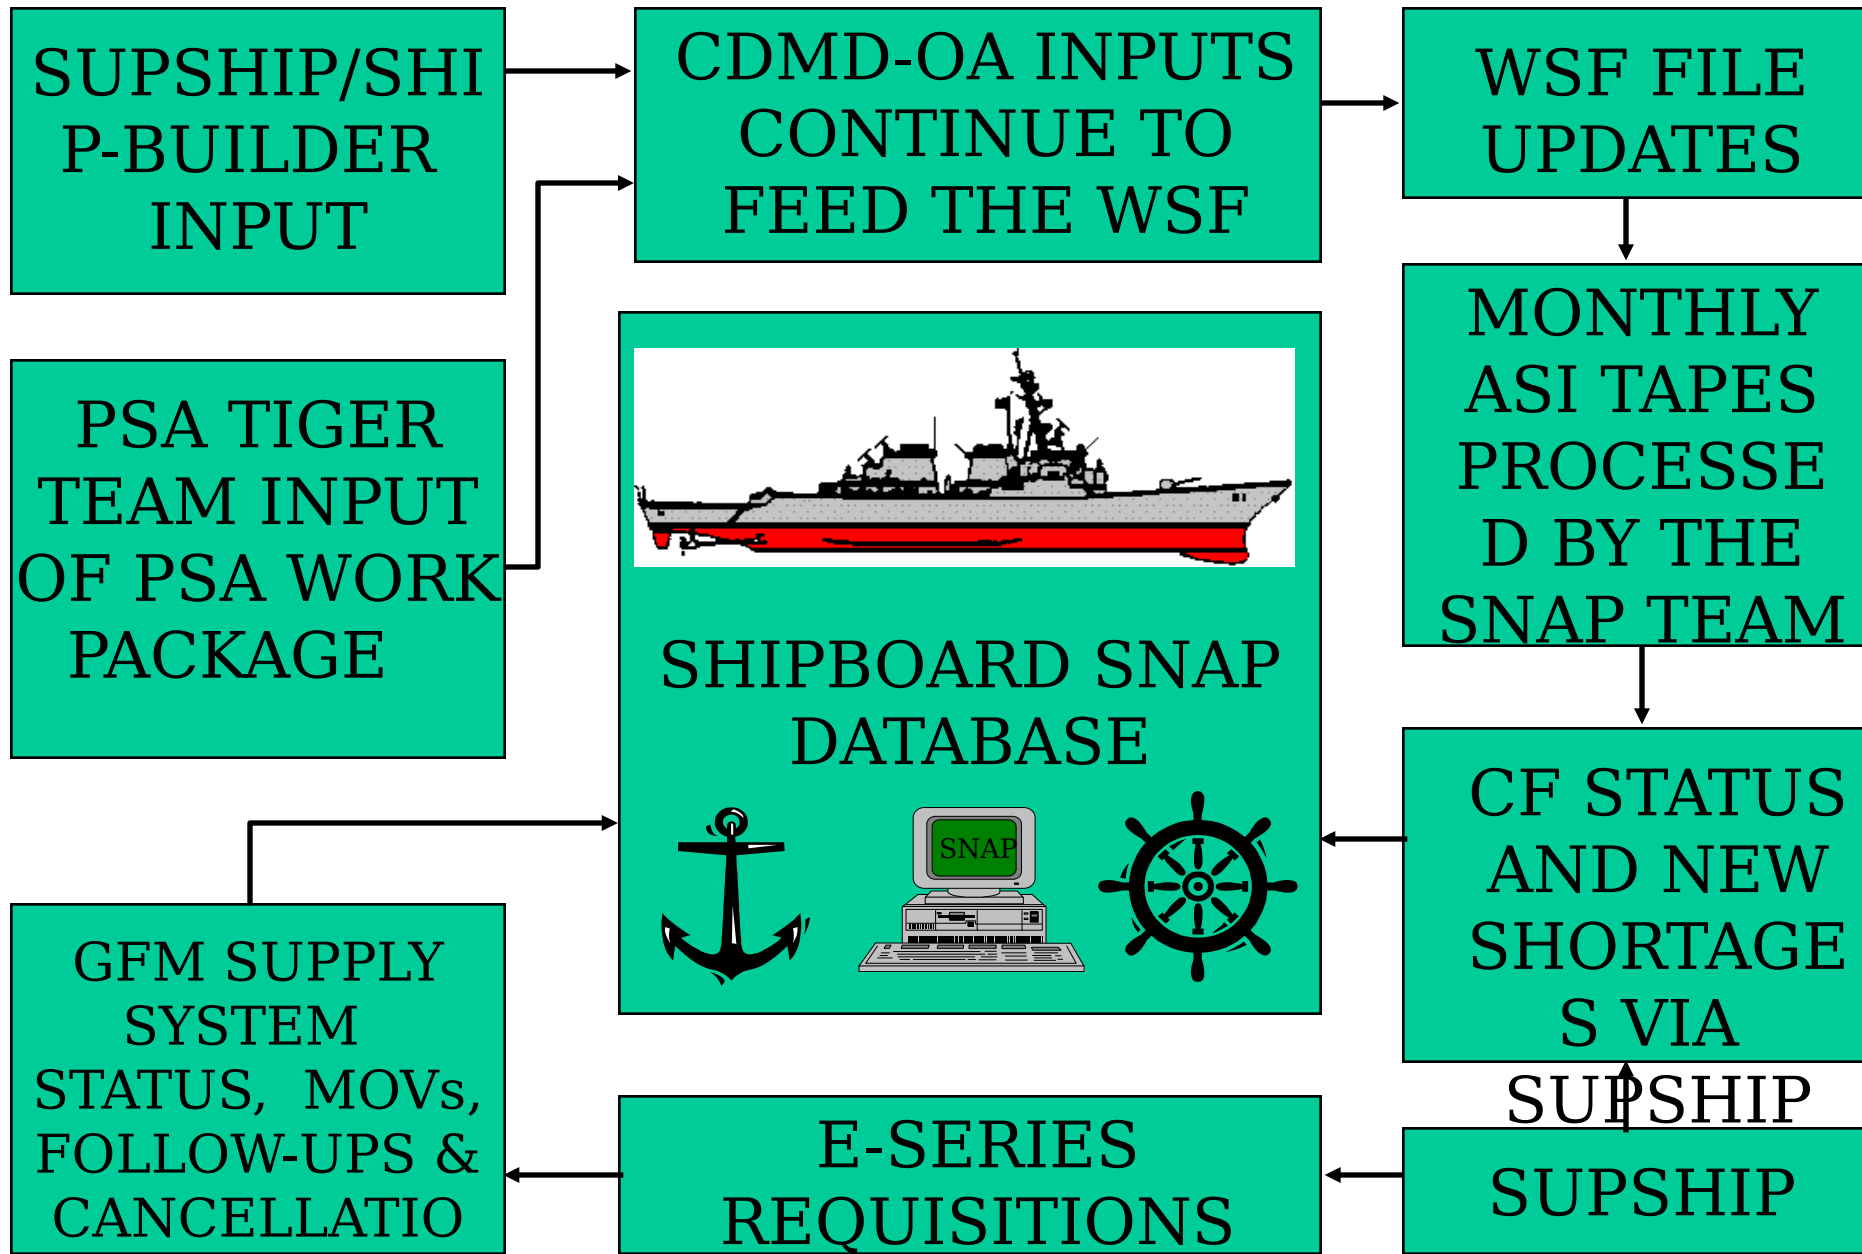 SUPSHIP/SHI
P-BUILDER
INPUT
CDMD-OA INPUTS
CONTINUE TO
FEED THE WSF
WSF FILE
UPDATES
PSA TIGER
TEAM INPUT
OF PSA WORK
PACKAGE
MONTHLY
ASI TAPES
PROCESSE
D BY THE
SNAP TEAM
SHIPBOARD SNAP
DATABASE
SNAP
CF STATUS
AND NEW
SHORTAGE
S VIA
SUPSHIP
GFM SUPPLY
SYSTEM
STATUS,  MOVs,
FOLLOW-UPS &
CANCELLATIO
E-SERIES
REQUISITIONS
SUPSHIP